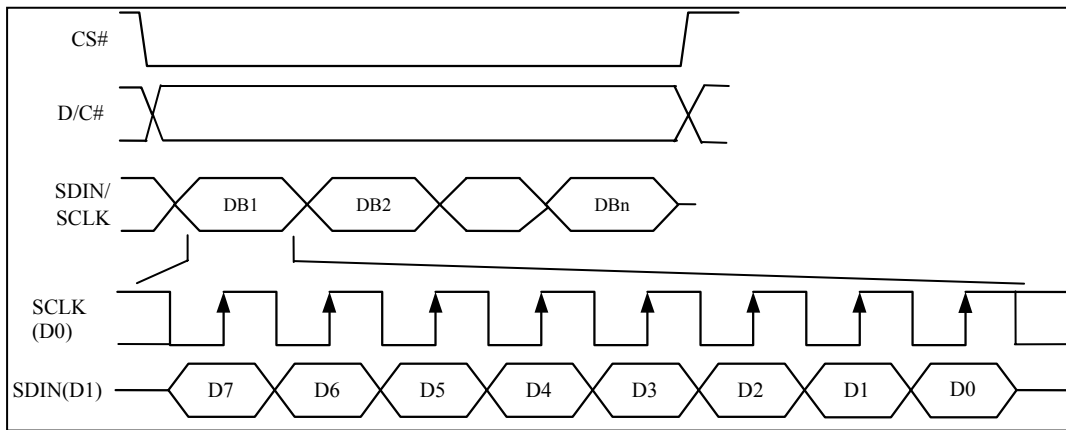 CS#
D/C#
SDIN/
SCLK
DB1 DB2 DBn
SCLK
(D0)
SDIN(D1) D7 D6 D5 D4 D3 D2 D1 D0